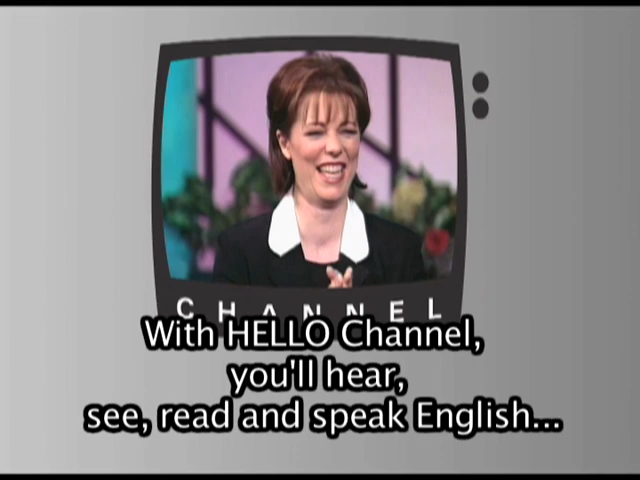 CHANNEL
With HELLO Channel,
you'll hear,
see, read and speak English...